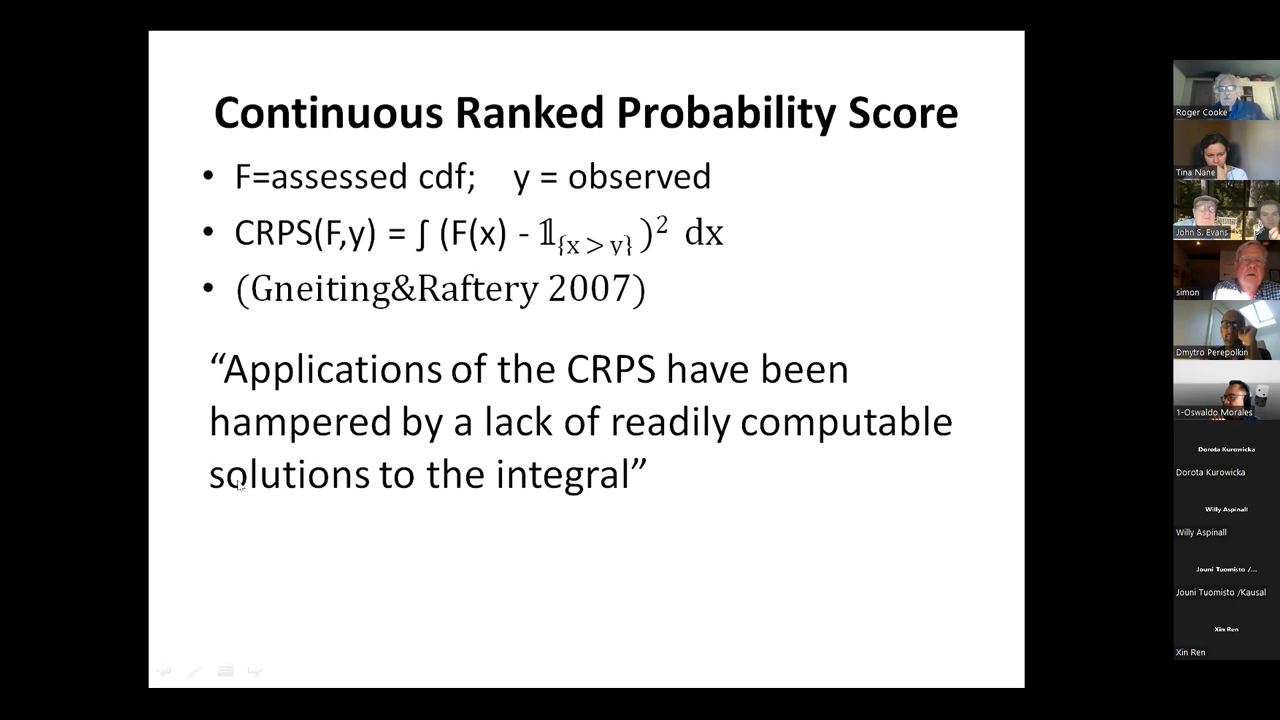 Continuous Ranked Probability Score
• F=assessed cdf; y = observed
• CRPS(F,y) = ∫ (F(x) - 𝟙{x > y} )² dx
• (Gneiting&Raftery 2007)
“Applications of the CRPS have been
hampered by a lack of readily computable
solutions to the integral”
Roger Cooke
Tina Nane
John S. Evans
simon
Dmytro Perepolkin
1-Oswaldo Morales
Dorota Kurowicka
Dorota Kurowicka
Willy Aspinall
Willy Aspinall
Jouni Tuomisto /...
Jouni Tuomisto /Kausal
Xin Ren
Xin Ren